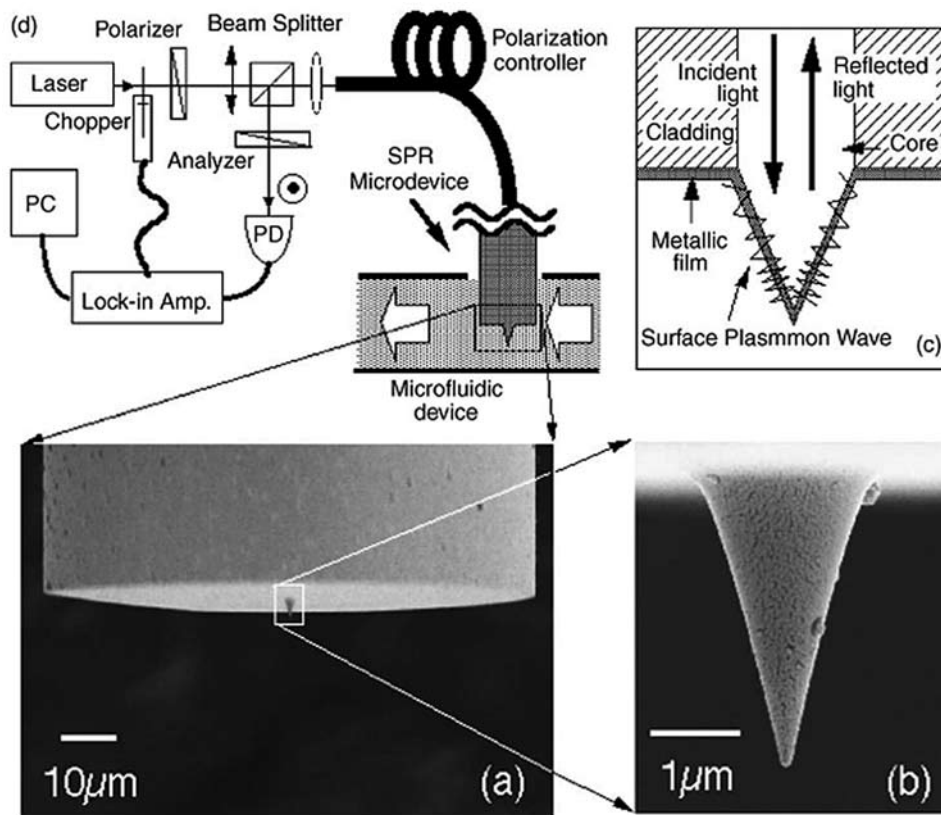 (d)
Polarizer
Beam Splitter
Polarization
controller
Laser
Chopper
Analyzer
SPR
Microdevice
PC
PD
Lock-in Amp.
Microfluidic
device
Incident
light
Reflected
light
Cladding
Core
Metallic
film
Surface Plasmmon Wave
(c)
10μm
(a)
1μm
(b)